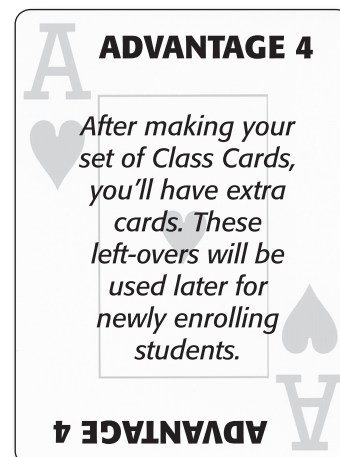 A
ADVANTAGE 4
After making your
set of Class Cards,
you'll have extra
cards. These
left-overs will be
used later for
newly enrolling
students.
A
ADVANTAGE 4